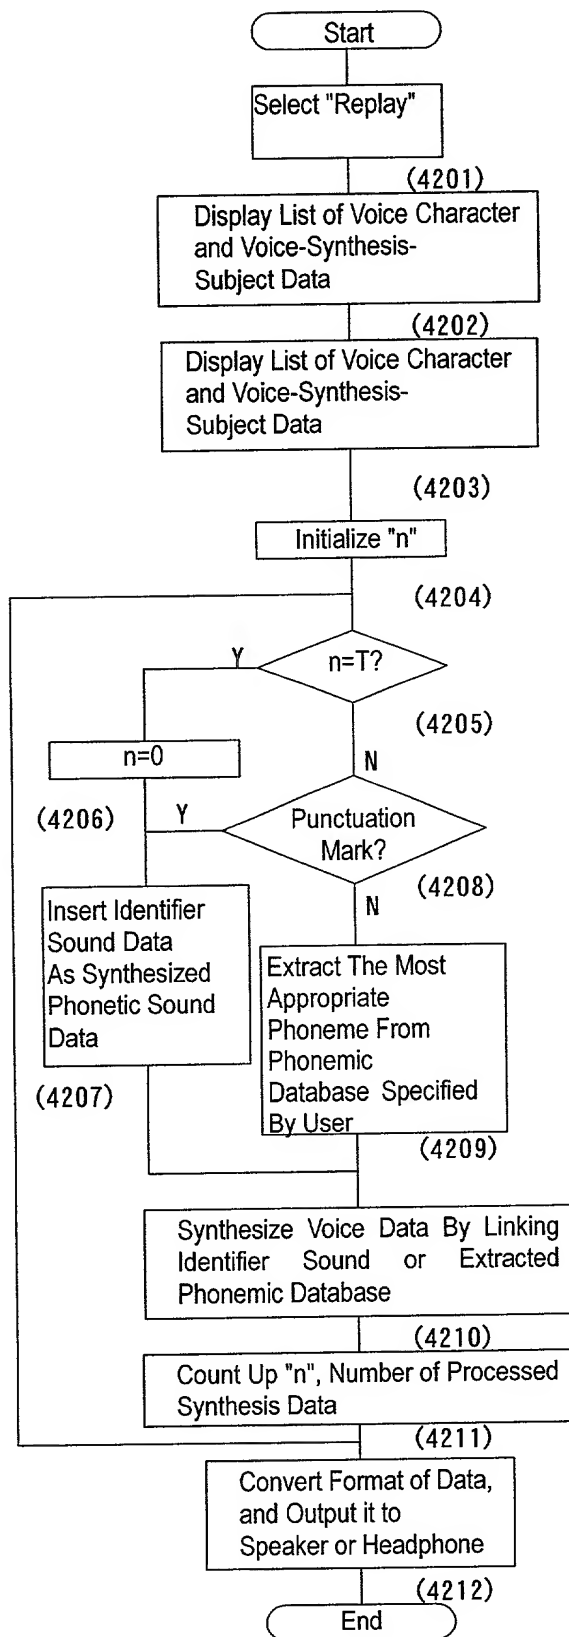 Start
Select "Replay"
(4201)
Display List of Voice Character
and Voice-Synthesis-
Subject Data
(4202)
Display List of Voice Character
and Voice-Synthesis-
Subject Data
(4203)
Initialize "n"
(4204)
Y
n=T?
(4205)
n=0
N
(4206)
Y
Punctuation
Mark?
(4208)
N
Insert Identifier
Sound Data
As Synthesized
Phonetic Sound
Data
(4207)
Extract The Most
Appropriate
Phoneme From
Phonemic
Database Specified
By User
(4209)
Synthesize Voice Data By Linking
Identifier Sound or Extracted
Phonemic Database
(4210)
Count Up "n", Number of Processed
Synthesis Data
(4211)
Convert Format of Data,
and Output it to
Speaker or Headphone
(4212)
End